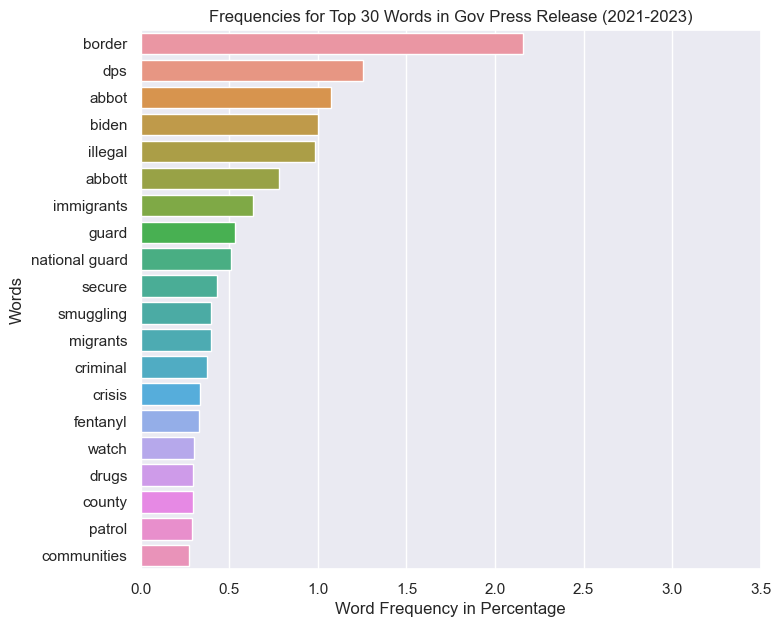 Frequencies for Top 30 Words in Gov Press Release (2021-2023)
Words
border
dps
abbot
biden
illegal
abbott
immigrants
guard
national guard
secure
smuggling
migrants
criminal
crisis
fentanyl
watch
drugs
county
patrol
communities
0.0 0.5 1.0 1.5 2.0 2.5 3.0 3.5
Word Frequency in Percentage